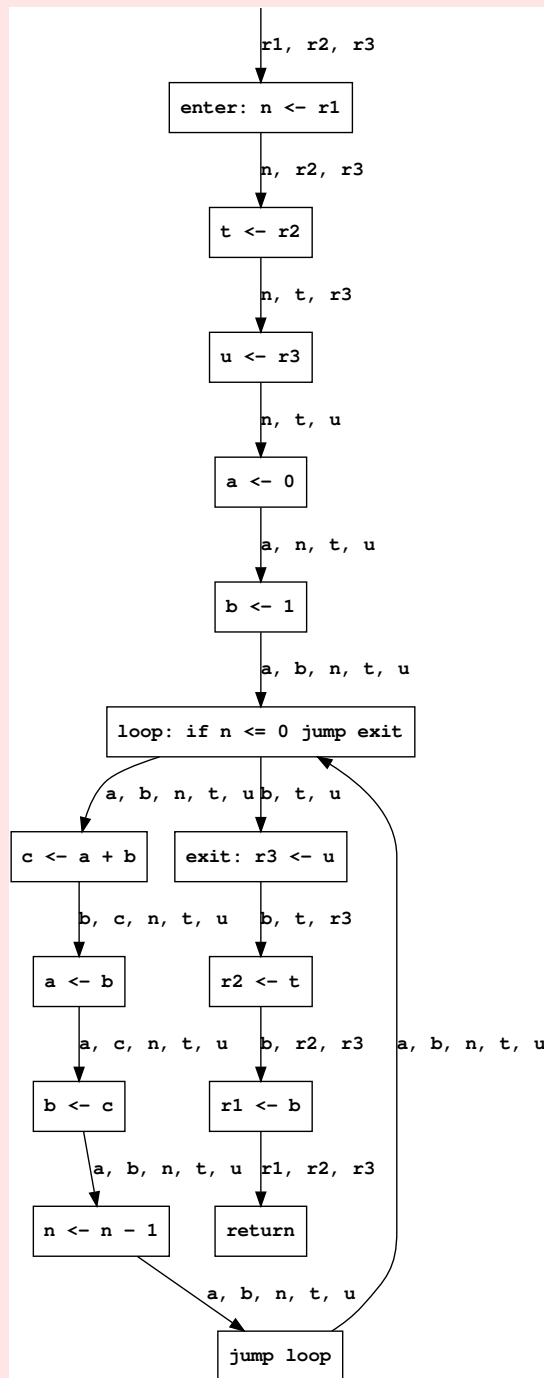 r1, r2, r3
enter: n <- r1
n, r2, r3
t <- r2
n, t, r3
u <- r3
n, t, u
a <- 0
a, n, t, u
b <- 1
a, b, n, t, u
loop: if n <= 0 jump exit
a, b, n, t, u
b, t, u
c <- a + b
exit: r3 <- u
b, c, n, t, u
b, t, r3
a <- b
r2 <- t
a, c, n, t, u
b, r2, r3
a, b, n, t, u
b <- c
r1 <- b
a, b, n, t, u
r1, r2, r3
n <- n - 1
return
a, b, n, t, u
jump loop